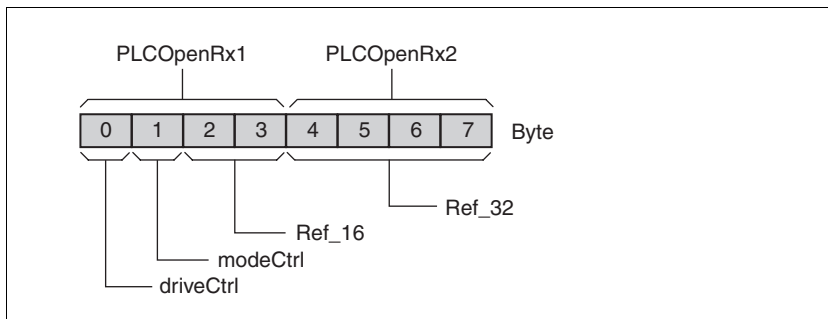 PLCOpenRx1 PLCOpenRx2
0 1 2 3 4 5 6 7 Byte
Ref_32
Ref_16
modeCtrl
driveCtrl